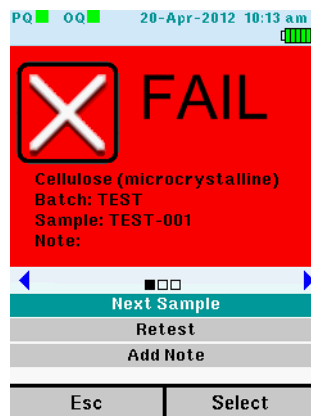 PQ OQ 20-Apr-2012 10:13 am
FAIL
Cellulose (microcrystalline)
Batch: TEST
Sample: TEST-001
Note:
Next Sample
Retest
Add Note
Esc Select